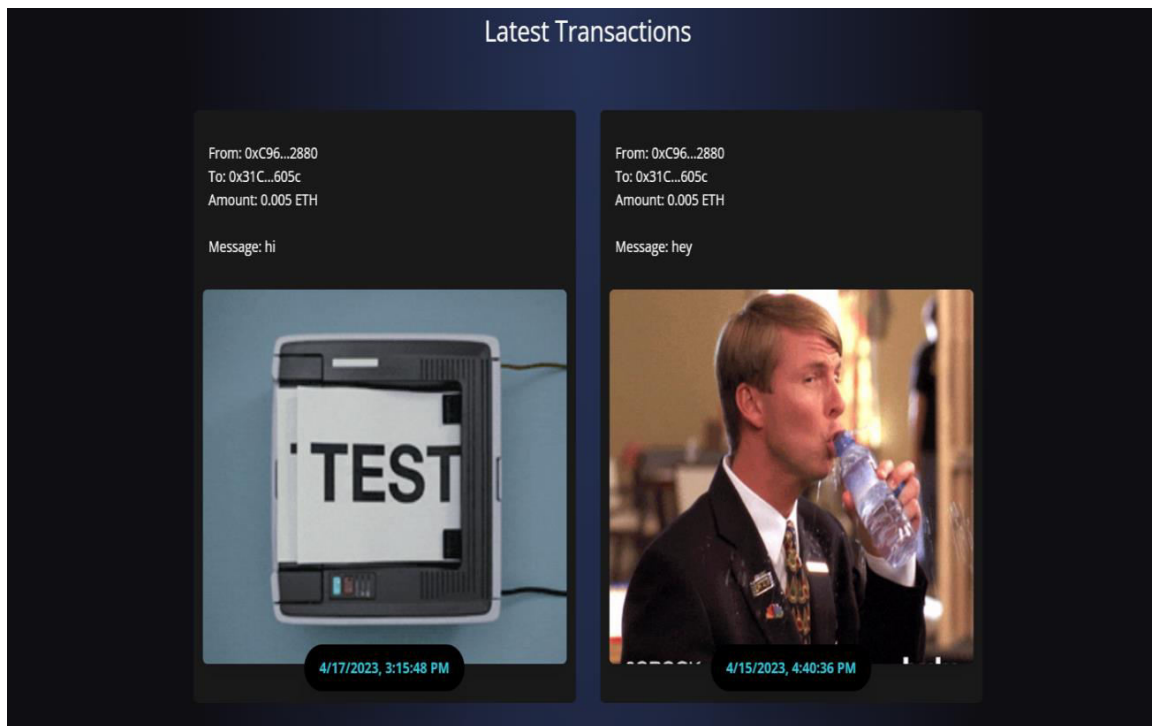 Latest Transactions
From: 0xC96...2880
To: 0x31C...605c
Amount: 0.005 ETH
Message: hi
TEST
4/17/2023, 3:15:48 PM
From: 0xC96...2880
To: 0x31C...605c
Amount: 0.005 ETH
Message: hey
4/15/2023, 4:40:36 PM